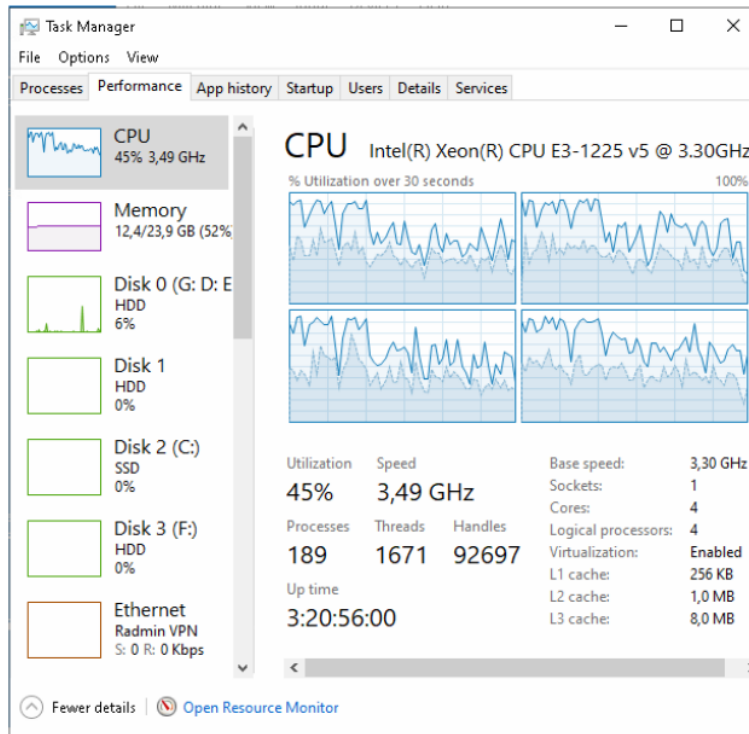 Task Manager
File Options View
Processes Performance App history Startup Users Details Services
CPU
45% 3,49 GHz
Memory
12,4/23,9 GB (52%
Disk 0 (G: D: E
HDD
6%
Disk 1
HDD
0%
Disk 2 (C:)
SSD
0%
Disk 3 (F:)
HDD
0%
Ethernet
Radmin VPN
S: 0 R: 0 Kbps
CPU Intel(R) Xeon(R) CPU E3-1225 v5 @ 3.30GHz
% Utilization over 30 seconds 100%
Utilization Speed
45% 3,49 GHz
Processes Threads Handles
189 1671 92697
Up time
3:20:56:00
Base speed: 3,30 GHz
Sockets: 1
Cores: 4
Logical processors: 4
Virtualization: Enabled
L1 cache: 256 KB
L2 cache: 1,0 MB
L3 cache: 8,0 MB
Fewer details Open Resource Monitor